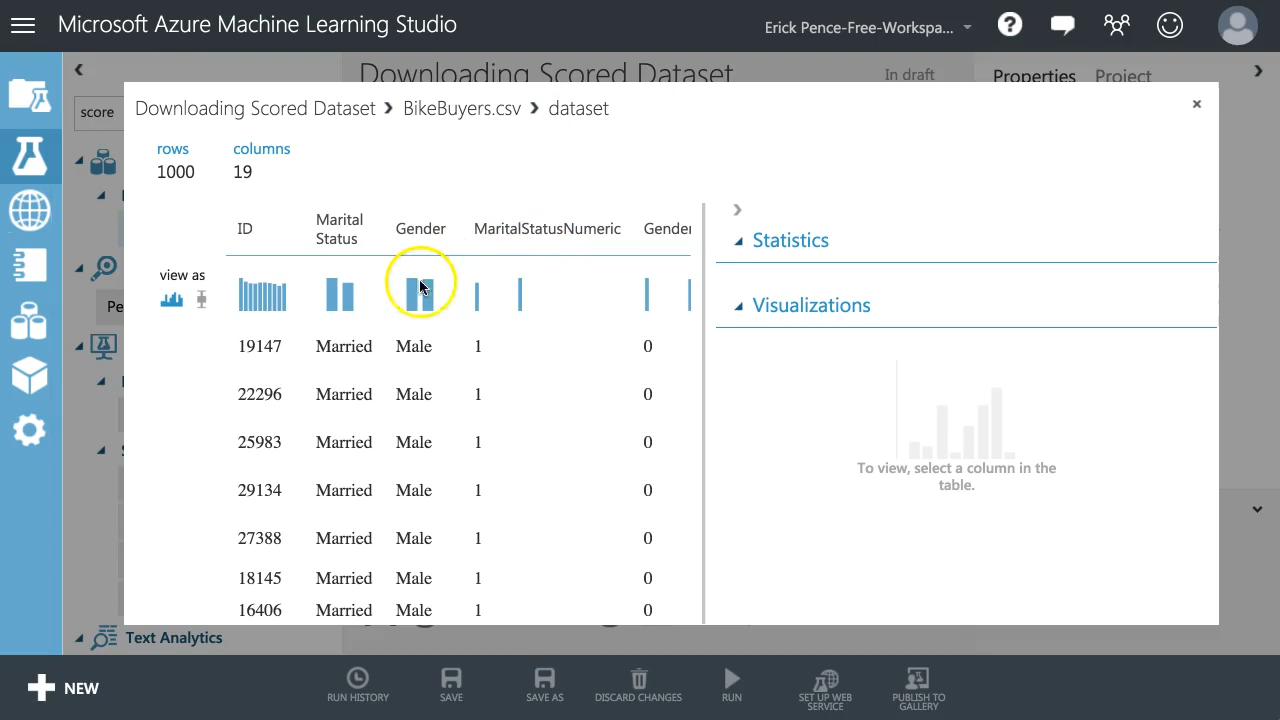 Microsoft Azure Machine Learning Studio
Erick Pence-Free-Workspa...
Downloading Scored Dataset
In draft
Properties Project
score
Downloading Scored Dataset > BikeBuyers.csv > dataset
rows columns
1000 19
ID Marital Status Gender MaritalStatusNumeric Gender
view as
19147 Married Male 1 0
22296 Married Male 1 0
25983 Married Male 1 0
29134 Married Male 1 0
27388 Married Male 1 0
18145 Married Male 1 0
16406 Married Male 1 0
Statistics
Visualizations
To view, select a column in the
table.
Pe
Text Analytics
NEW
RUN HISTORY
SAVE
SAVE AS
DISCARD CHANGES
RUN
SET UP WEB
SERVICE
PUBLISH TO
GALLERY